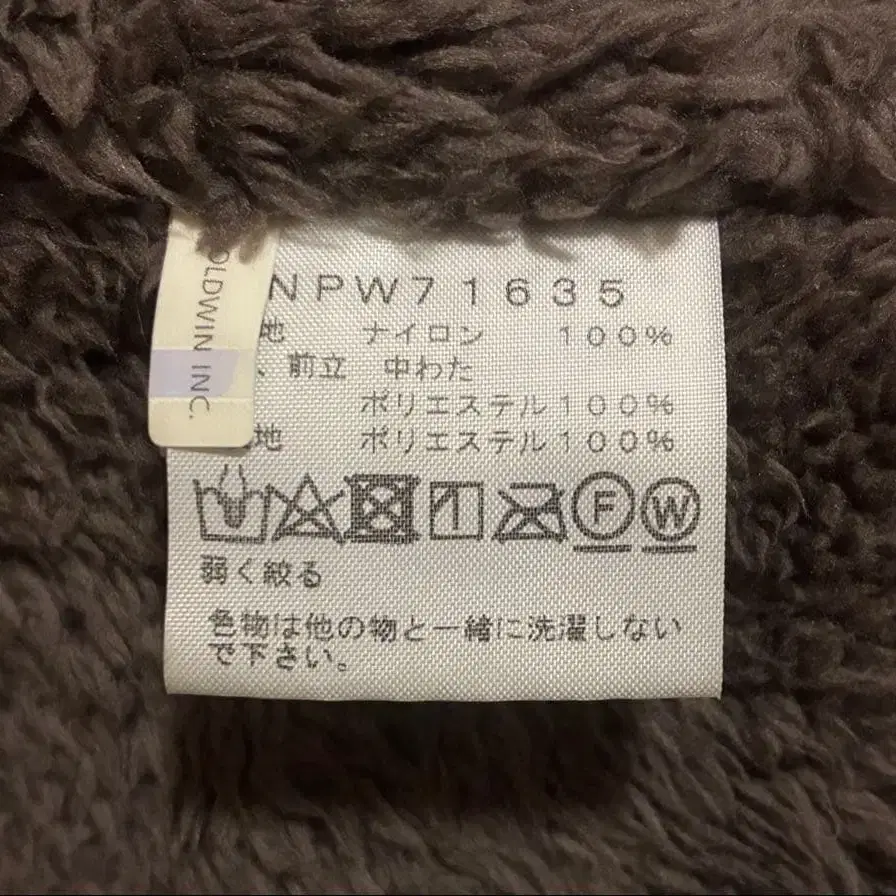 OLDWIN INC.
NPW71635
地 ナイロン 100%
、前立 中わた
ポリエステル100%
地 ポリエステル100%
F W
弱く絞る
色物は他の物と一緒に洗濯しない
で下さい。